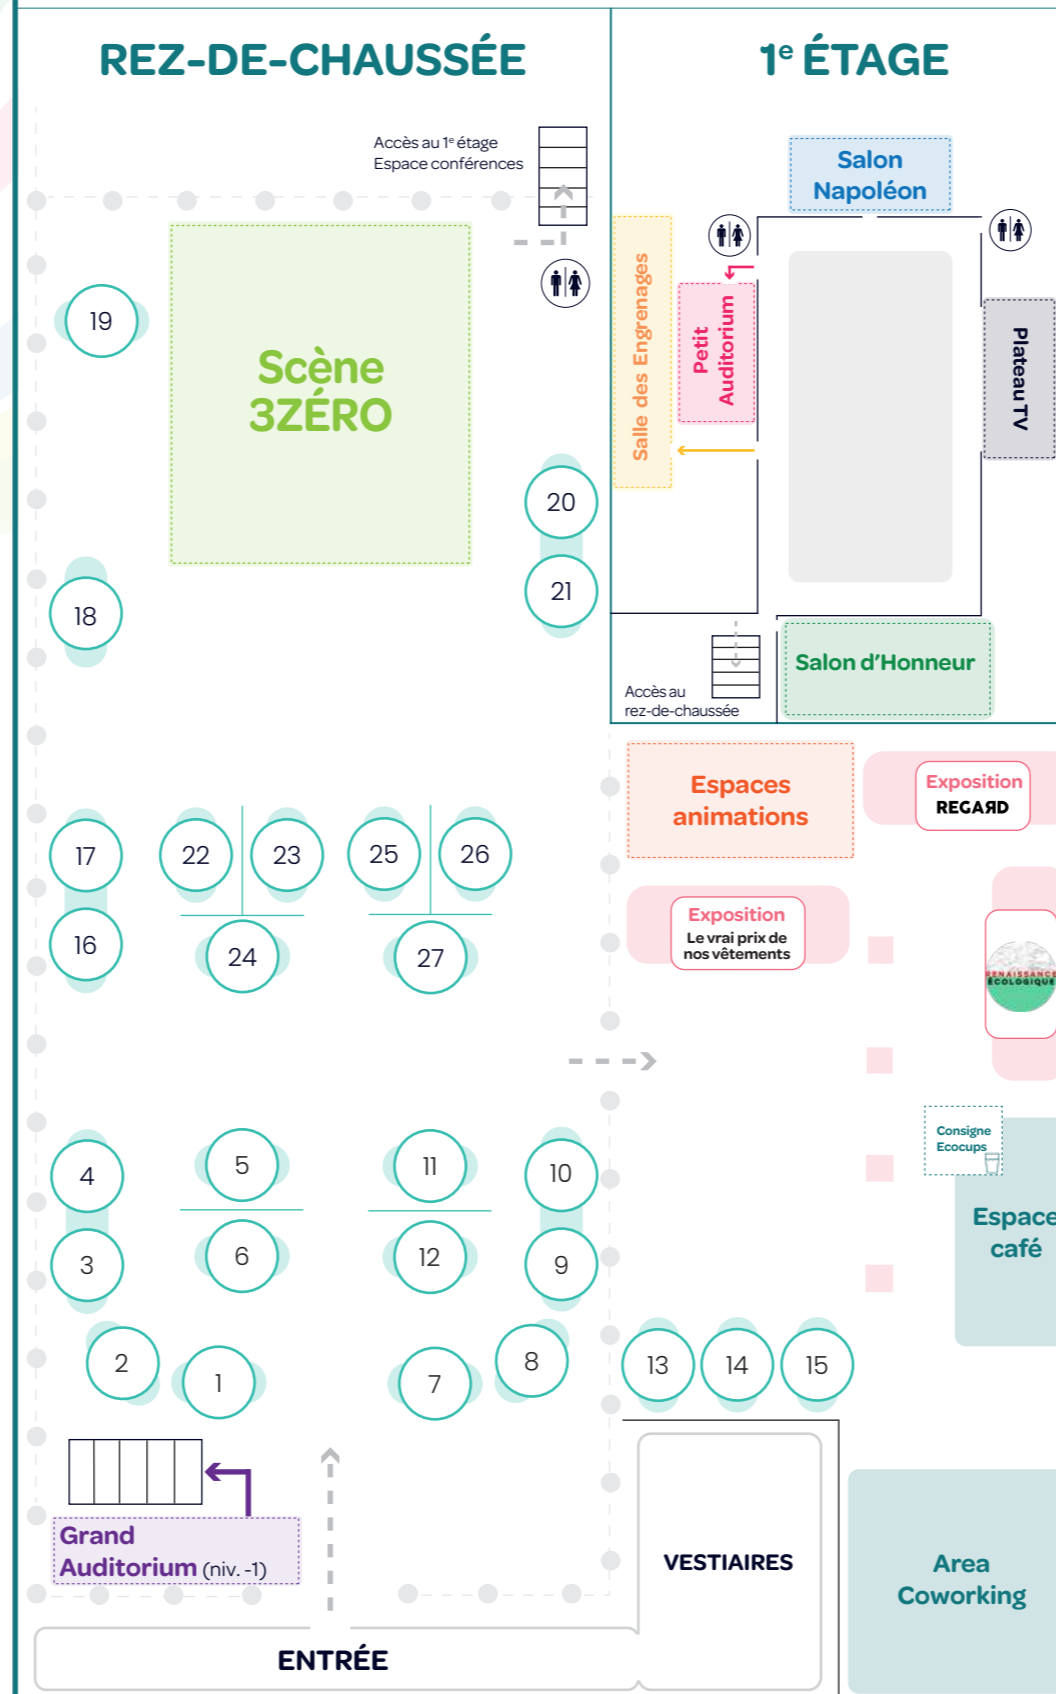 REZ-DE-CHAUSSÉE
1e ÉTAGE
Accès au 1e étage
Espace conférences
Salon
Napoléon
Salle des Engrenages
Petit
Auditorium
Plateau TV
19
Scène
3ZÉRO
20
21
18
Salon d'Honneur
Accès au
rez-de-chaussée
Espaces
animations
Exposition
REGARD
17
22
23
25
26
16
24
27
Exposition
Le vrai prix de
nos vêtements
RENAISSANCE
ÉCOLOGIQUE
4
5
11
10
Consigne
Ecocups
3
6
12
9
Espace
café
2
1
7
8
13
14
15
Grand
Auditorium (niv. -1)
VESTIAIRES
Area
Coworking
ENTRÉE